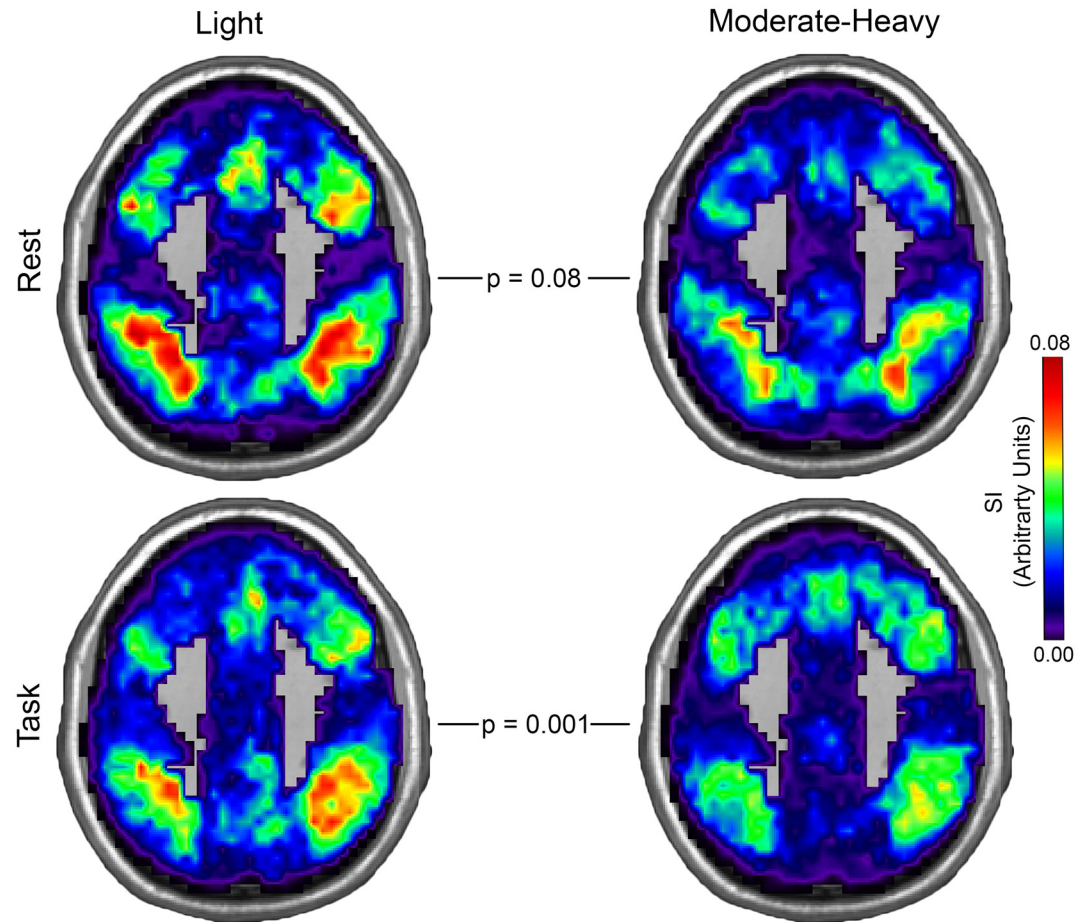 Light
Moderate-Heavy
Rest
p = 0.08
0.08
SI
(Arbitrarty Units)
0.00
Task
p = 0.001